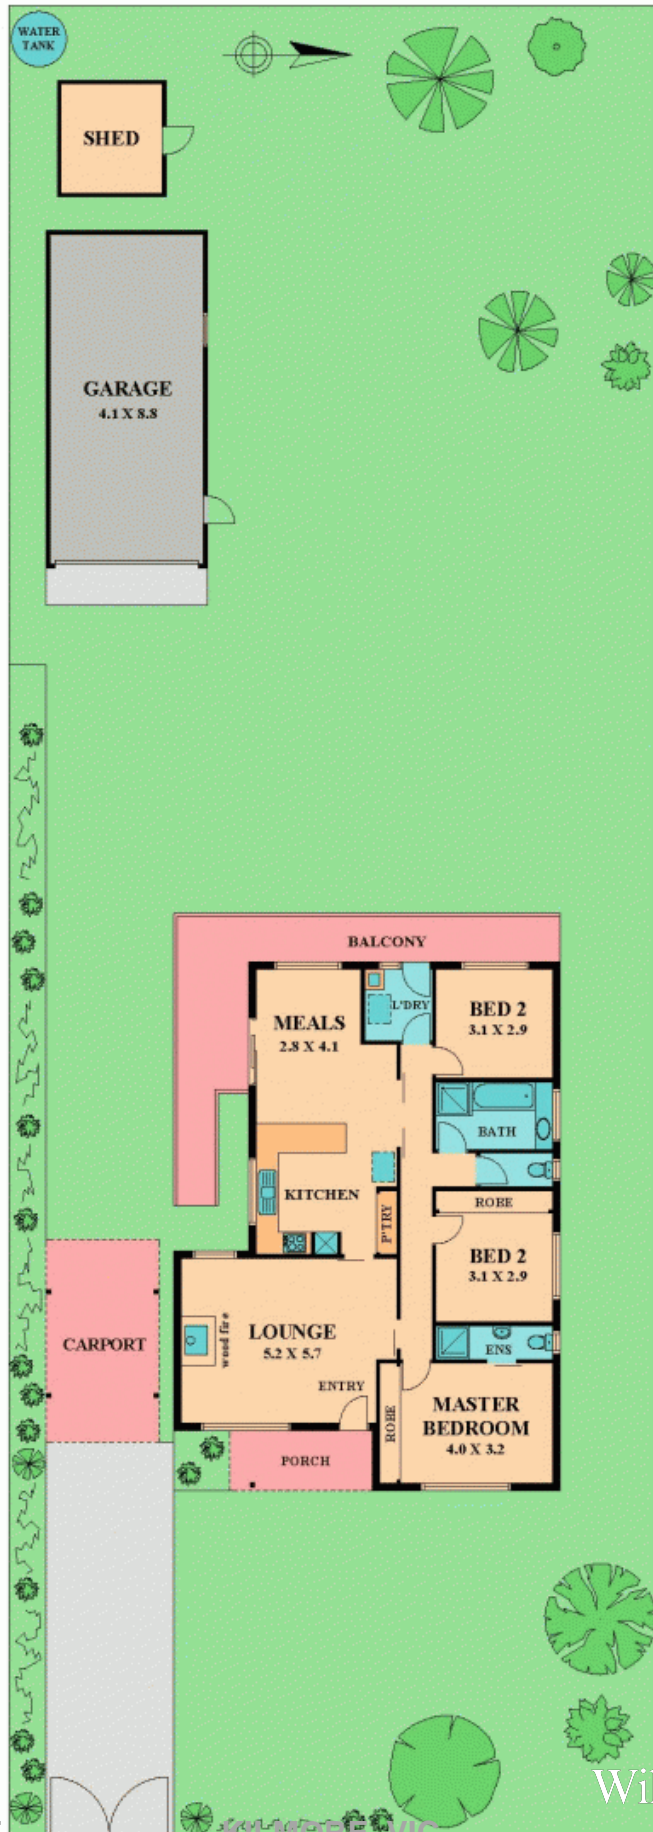 WATER
TANK
SHED
GARAGE
4.1 X 8.8
BALCONY
MEALS
2.8 X 4.1
L'DRY
BED 2
3.1 X 2.9
BATH
KITCHEN
P'TRY
ROBE
BED 2
3.1 X 2.9
CARPORT
wood fire
LOUNGE
5.2 X 5.7
ENTRY
ENS
ROBE
MASTER
BEDROOM
4.0 X 3.2
PORCH
KILMORE, VIC